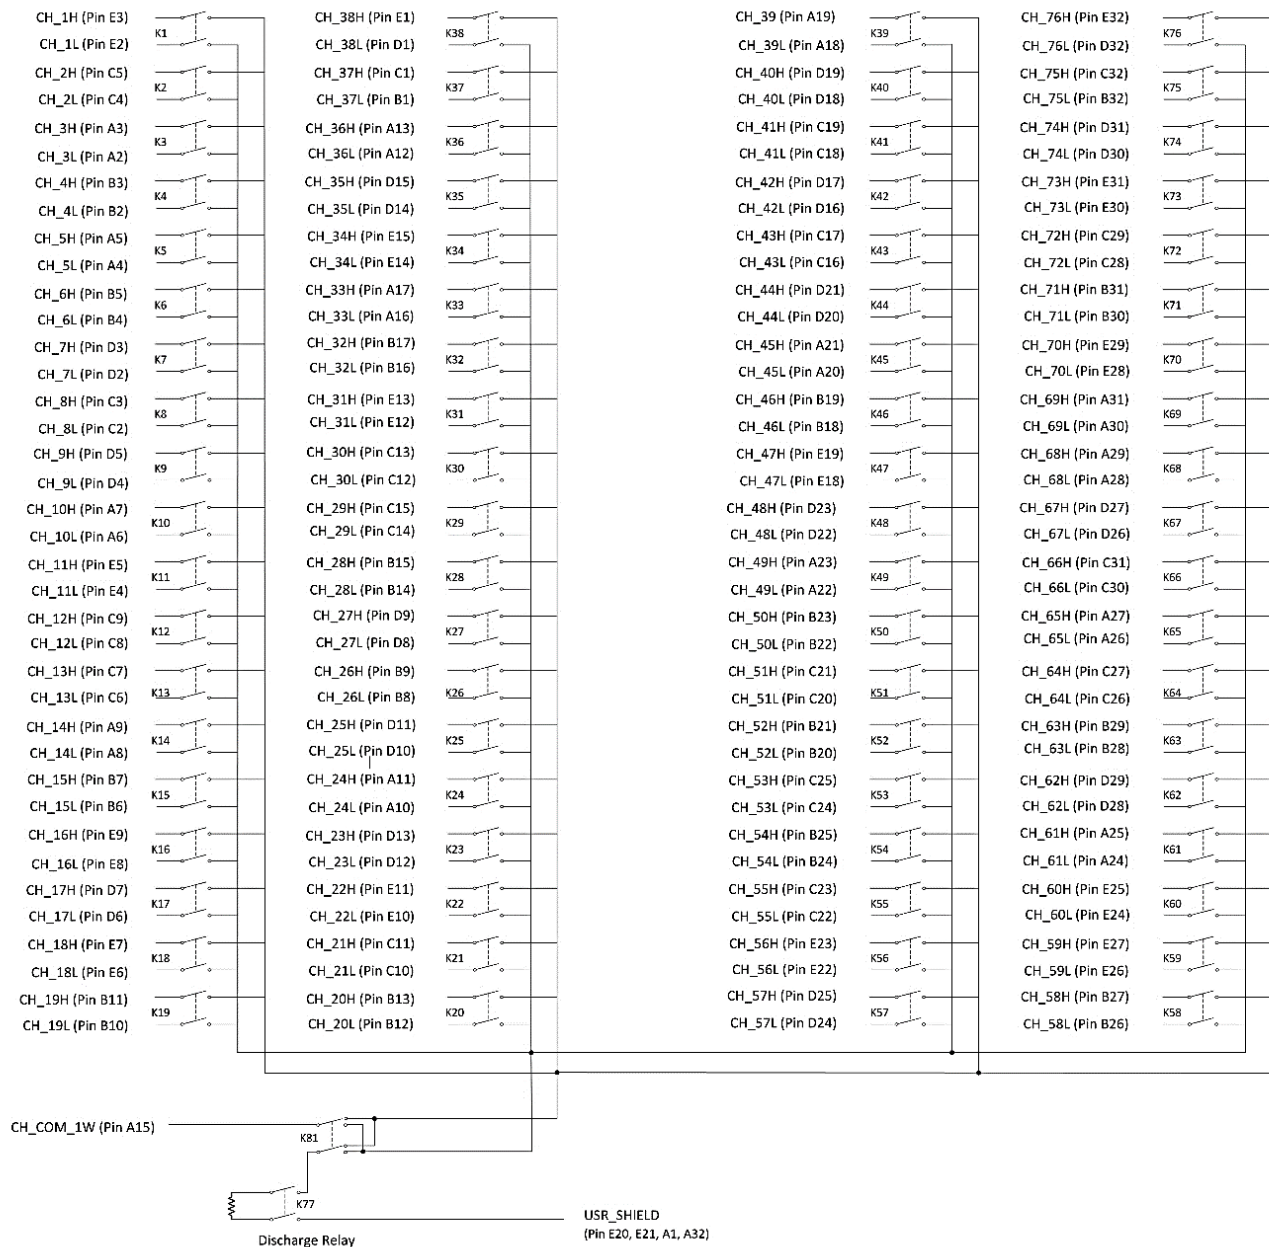 CH_1H (Pin E3)
K1
CH_1L (Pin E2)
CH_2H (Pin C5)
K2
CH_2L (Pin C4)
CH_3H (Pin A3)
K3
CH_3L (Pin A2)
CH_4H (Pin B3)
K4
CH_4L (Pin B2)
CH_5H (Pin A5)
K5
CH_5L (Pin A4)
CH_6H (Pin B5)
K6
CH_6L (Pin B4)
CH_7H (Pin D3)
K7
CH_7L (Pin D2)
CH_8H (Pin C3)
K8
CH_8L (Pin C2)
CH_9H (Pin D5)
K9
CH_9L (Pin D4)
CH_10H (Pin A7)
K10
CH_10L (Pin A6)
CH_11H (Pin E5)
K11
CH_11L (Pin E4)
CH_12H (Pin C9)
K12
CH_12L (Pin C8)
CH_13H (Pin C7)
K13
CH_13L (Pin C6)
CH_14H (Pin A9)
K14
CH_14L (Pin A8)
CH_15H (Pin B7)
K15
CH_15L (Pin B6)
CH_16H (Pin E9)
K16
CH_16L (Pin E8)
CH_17H (Pin D7)
K17
CH_17L (Pin D6)
CH_18H (Pin E7)
K18
CH_18L (Pin E6)
CH_19H (Pin B11)
K19
CH_19L (Pin B10)
CH_38H (Pin E1)
K38
CH_38L (Pin D1)
CH_37H (Pin C1)
K37
CH_37L (Pin B1)
CH_36H (Pin A13)
K36
CH_36L (Pin A12)
CH_35H (Pin D15)
K35
CH_35L (Pin D14)
CH_34H (Pin E15)
K34
CH_34L (Pin E14)
CH_33H (Pin A17)
K33
CH_33L (Pin A16)
CH_32H (Pin B17)
K32
CH_32L (Pin B16)
CH_31H (Pin E13)
K31
CH_31L (Pin E12)
CH_30H (Pin C13)
K30
CH_30L (Pin C12)
CH_29H (Pin C15)
K29
CH_29L (Pin C14)
CH_28H (Pin B15)
K28
CH_28L (Pin B14)
CH_27H (Pin D9)
K27
CH_27L (Pin D8)
CH_26H (Pin B9)
K26
CH_26L (Pin B8)
CH_25H (Pin D11)
K25
CH_25L (Pin D10)
CH_24H (Pin A11)
K24
CH_24L (Pin A10)
CH_23H (Pin D13)
K23
CH_23L (Pin D12)
CH_22H (Pin E11)
K22
CH_22L (Pin E10)
CH_21H (Pin C11)
K21
CH_21L (Pin C10)
CH_20H (Pin B13)
K20
CH_20L (Pin B12)
CH_39 (Pin A19)
K39
CH_39L (Pin A18)
CH_40H (Pin D19)
K40
CH_40L (Pin D18)
CH_41H (Pin C19)
K41
CH_41L (Pin C18)
CH_42H (Pin D17)
K42
CH_42L (Pin D16)
CH_43H (Pin C17)
K43
CH_43L (Pin C16)
CH_44H (Pin D21)
K44
CH_44L (Pin D20)
CH_45H (Pin A21)
K45
CH_45L (Pin A20)
CH_46H (Pin B19)
K46
CH_46L (Pin B18)
CH_47H (Pin E19)
K47
CH_47L (Pin E18)
CH_48H (Pin D23)
K48
CH_48L (Pin D22)
CH_49H (Pin A23)
K49
CH_49L (Pin A22)
CH_50H (Pin B23)
K50
CH_50L (Pin B22)
CH_51H (Pin C21)
K51
CH_51L (Pin C20)
CH_52H (Pin B21)
K52
CH_52L (Pin B20)
CH_53H (Pin C25)
K53
CH_53L (Pin C24)
CH_54H (Pin B25)
K54
CH_54L (Pin B24)
CH_55H (Pin C23)
K55
CH_55L (Pin C22)
CH_56H (Pin E23)
K56
CH_56L (Pin E22)
CH_57H (Pin D25)
K57
CH_57L (Pin D24)
CH_76H (Pin E32)
K76
CH_76L (Pin D32)
CH_75H (Pin C32)
K75
CH_75L (Pin B32)
CH_74H (Pin D31)
K74
CH_74L (Pin D30)
CH_73H (Pin E31)
K73
CH_73L (Pin E30)
CH_72H (Pin C29)
K72
CH_72L (Pin C28)
CH_71H (Pin B31)
K71
CH_71L (Pin B30)
CH_70H (Pin E29)
K70
CH_70L (Pin E28)
CH_69H (Pin A31)
K69
CH_69L (Pin A30)
CH_68H (Pin A29)
K68
CH_68L (Pin A28)
CH_67H (Pin D27)
K67
CH_67L (Pin D26)
CH_66H (Pin C31)
K66
CH_66L (Pin C30)
CH_65H (Pin A27)
K65
CH_65L (Pin A26)
CH_64H (Pin C27)
K64
CH_64L (Pin C26)
CH_63H (Pin B29)
K63
CH_63L (Pin B28)
CH_62H (Pin D29)
K62
CH_62L (Pin D28)
CH_61H (Pin A25)
K61
CH_61L (Pin A24)
CH_60H (Pin E25)
K60
CH_60L (Pin E24)
CH_59H (Pin E27)
K59
CH_59L (Pin E26)
CH_58H (Pin B27)
K58
CH_58L (Pin B26)
CH_COM_1W (Pin A15)
K81
K77
USR_SHIELD
(Pin E20, E21, A1, A32)
Discharge Relay